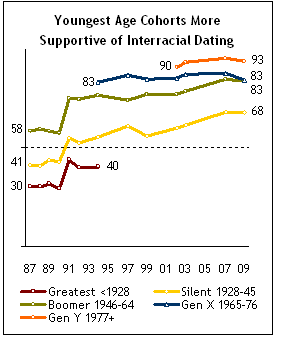 Youngest Age Cohorts More
Supportive of Interracial Dating
90
93
83
83
83
58
68
41
40
30
87 89 91 93 95 97 99 01 03 05 07 09
Greatest <1928
Silent 1928-45
Boomer 1946-64
Gen X 1965-76
Gen Y 1977+